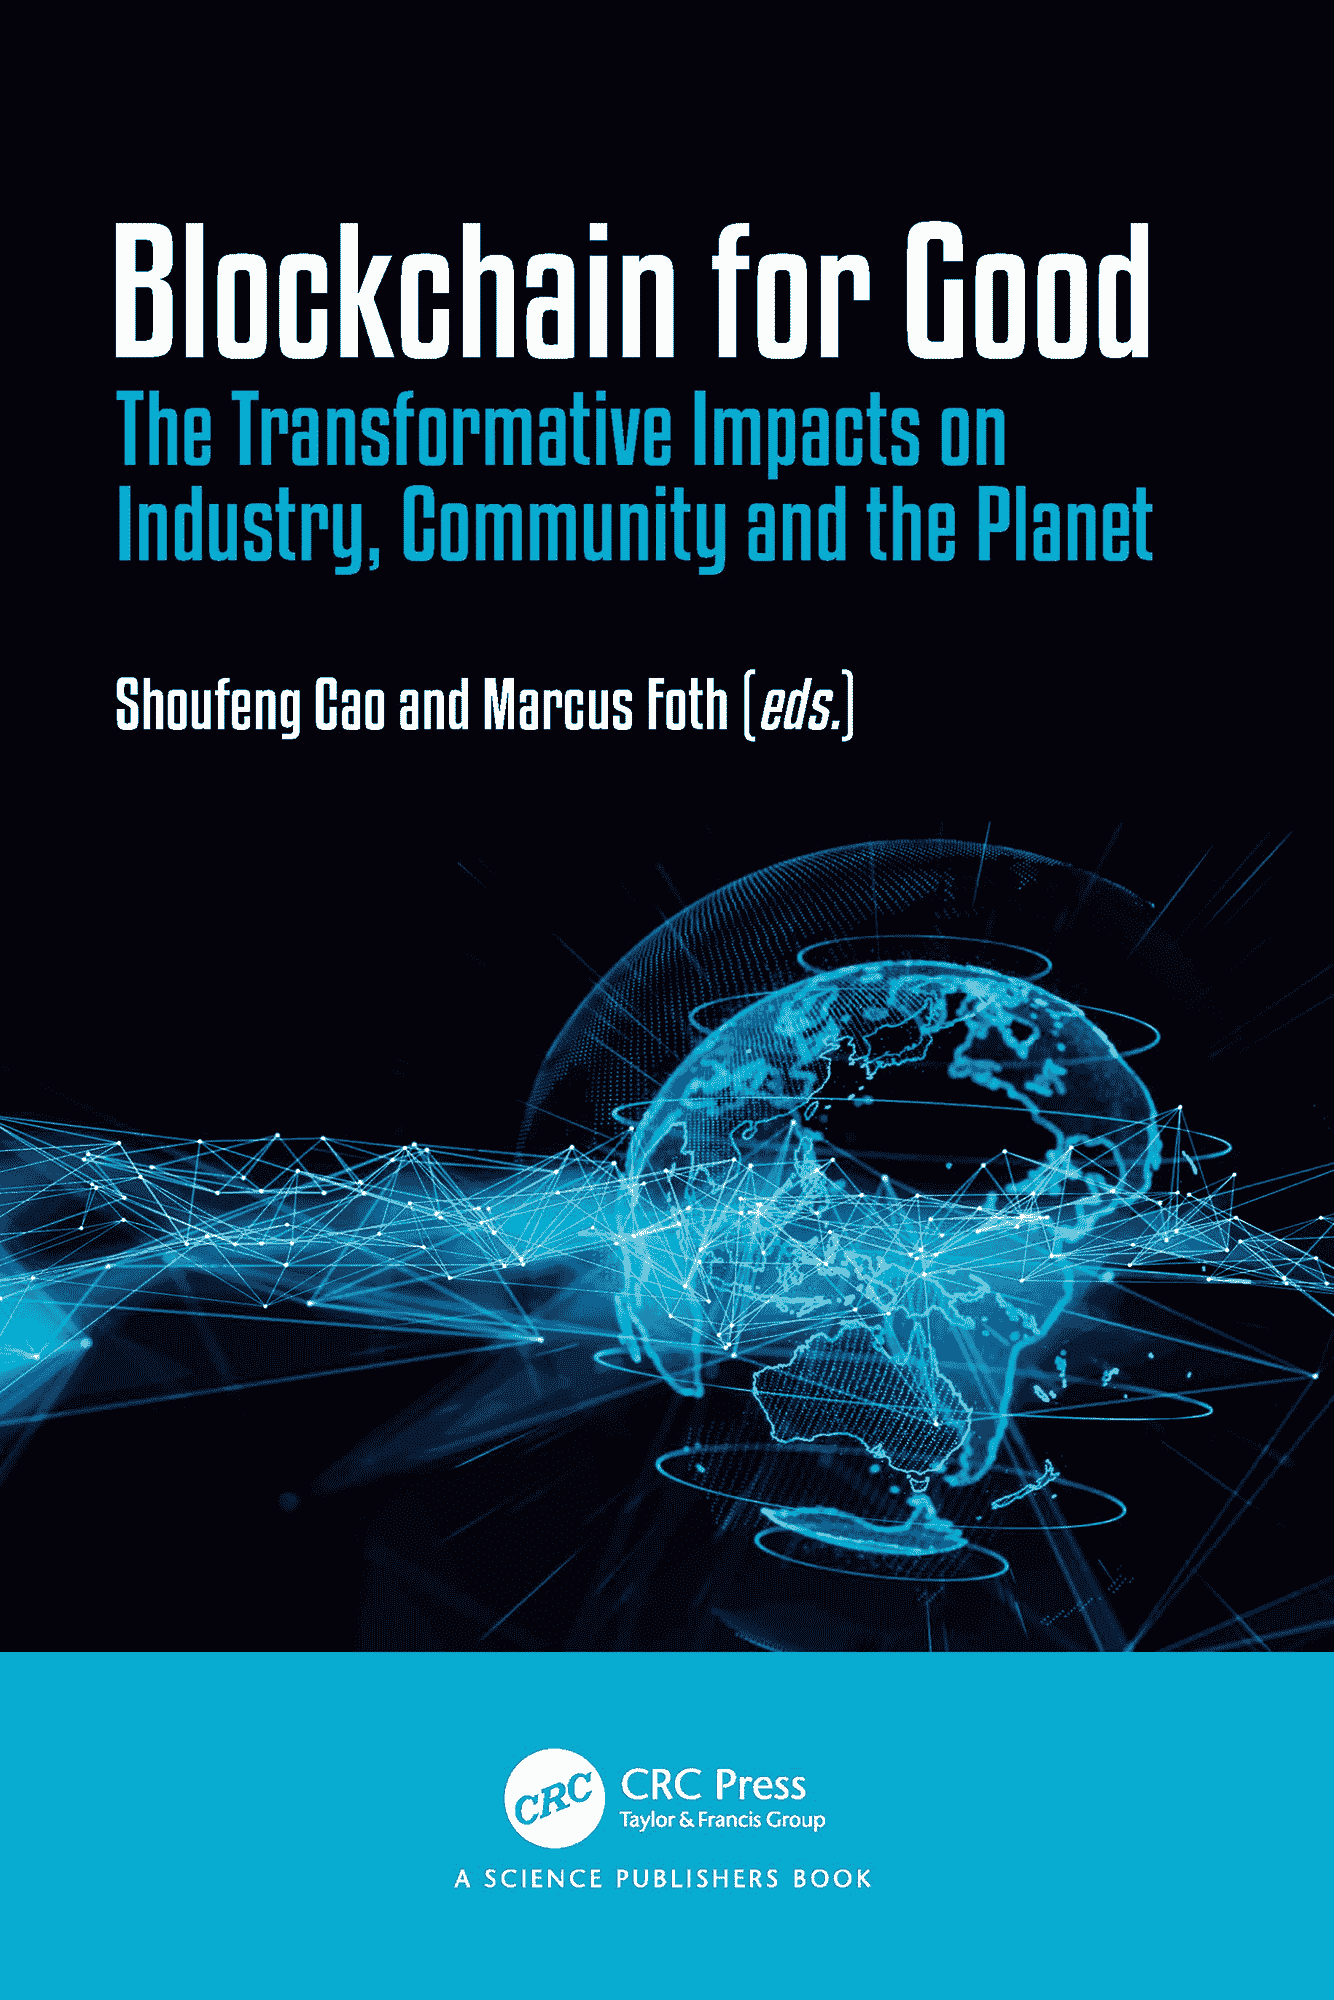 Blockchain for Good
The Transformative Impacts on
Industry, Community and the Planet
Shoufeng Cao and Marcus Foth (eds.)
CRC
CRC Press
Taylor & Francis Group
A SCIENCE PUBLISHERS BOOK